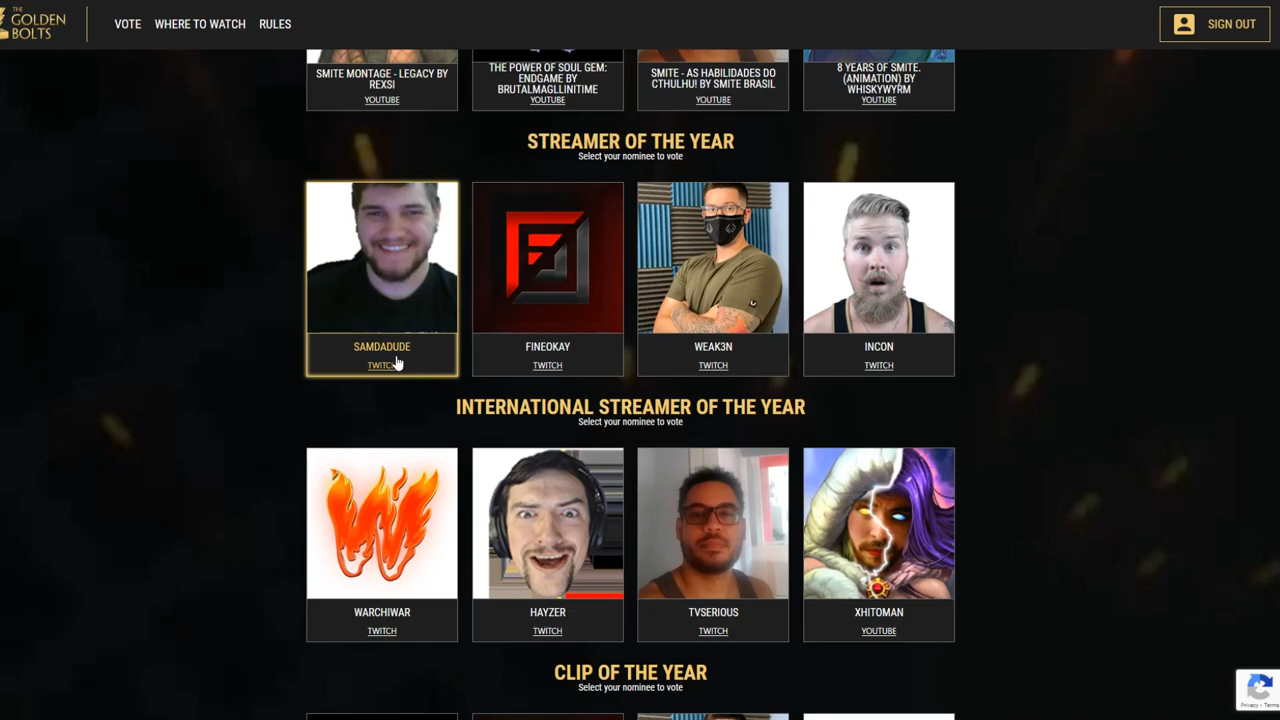 THE
GOLDEN
BOLTS
VOTE
WHERE TO WATCH
RULES
SIGN OUT
SMITE MONTAGE - LEGACY BY
REXSI
YOUTUBE
THE POWER OF SOUL GEM:
ENDGAME BY
BRUTALMAGLLINITIME
YOUTUBE
SMITE - AS HABILIDADES DO
CTHULHU! BY SMITE BRASIL
YOUTUBE
8 YEARS OF SMITE.
(ANIMATION) BY
WHISKYWYRM
YOUTUBE
STREAMER OF THE YEAR
Select your nominee to vote
SAMDADUDE
TWITCH
FINEOKAY
TWITCH
WEAK3N
TWITCH
INCON
TWITCH
INTERNATIONAL STREAMER OF THE YEAR
Select your nominee to vote
WARCHIWAR
TWITCH
HAYZER
TWITCH
TVSERIOUS
TWITCH
XHITOMAN
YOUTUBE
CLIP OF THE YEAR
Select your nominee to vote
Privacy - Terms